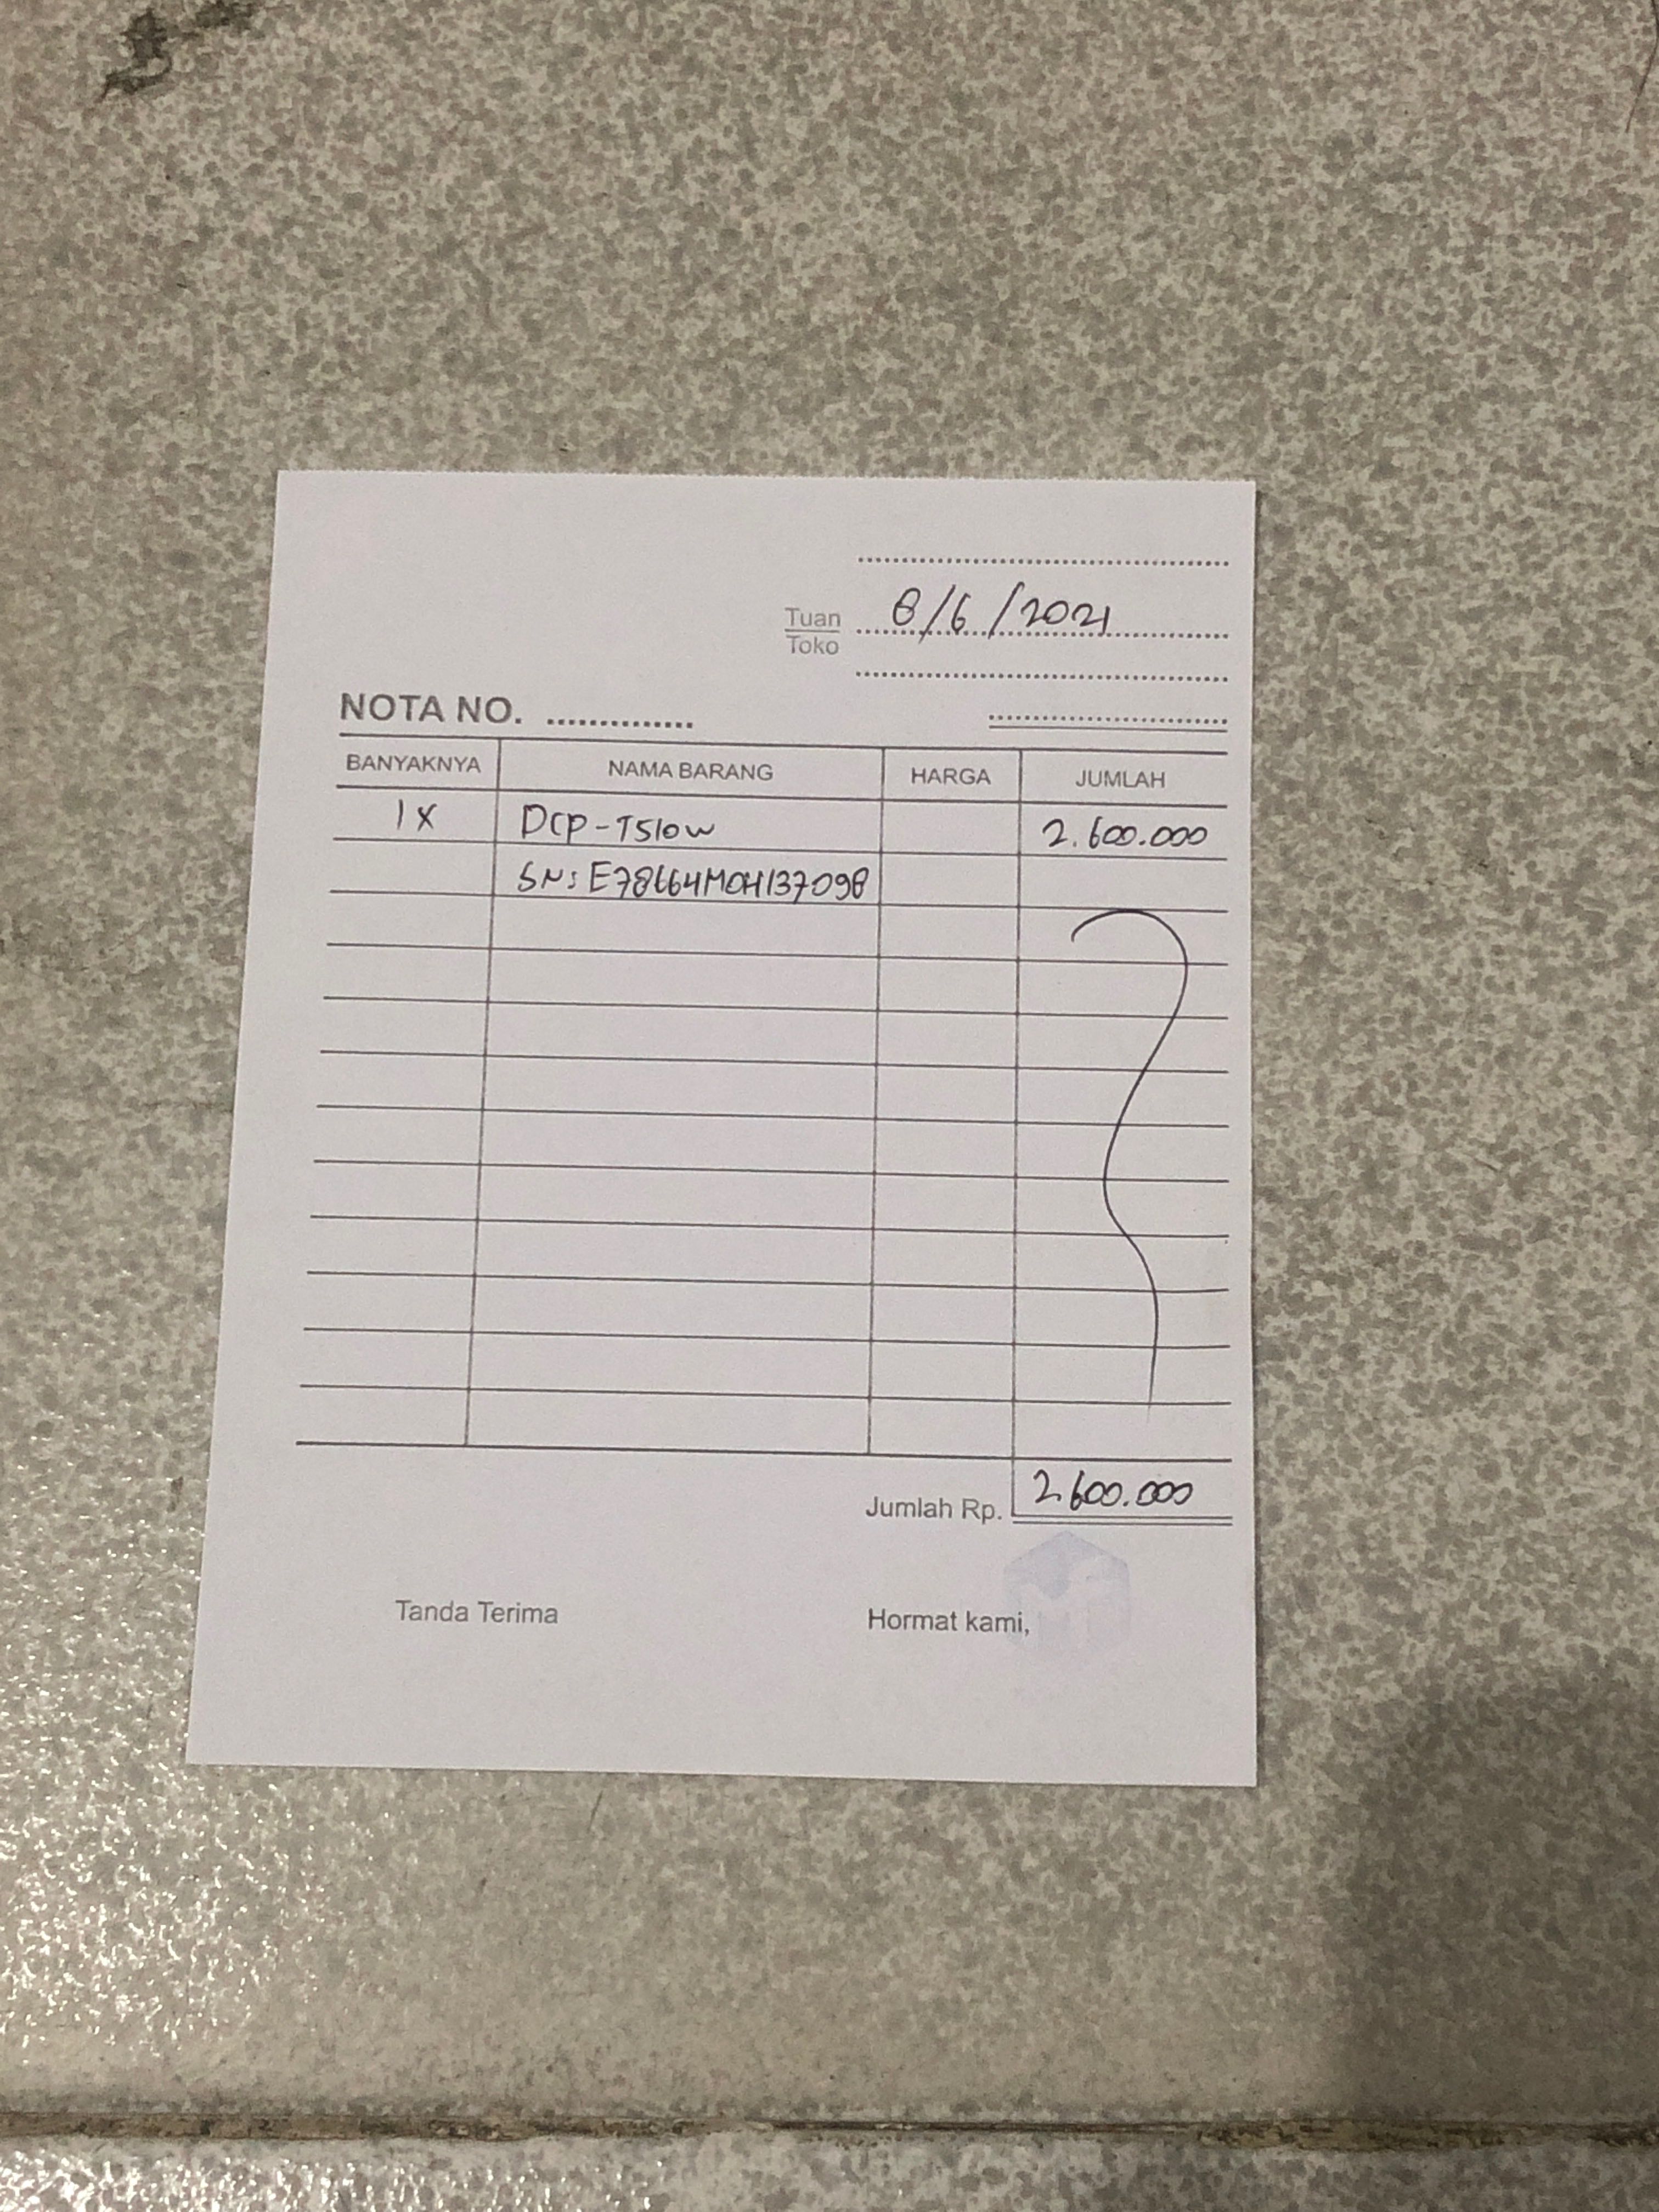 Tuan
Toko
8/6/2021
NOTA NO. ..............
BANYAKNYA NAMA BARANG HARGA JUMLAH
1X DCP-T510W 2.600.000
SN: E78664M0H137098
Jumlah Rp. 2.600.000
Tanda Terima Hormat kami,